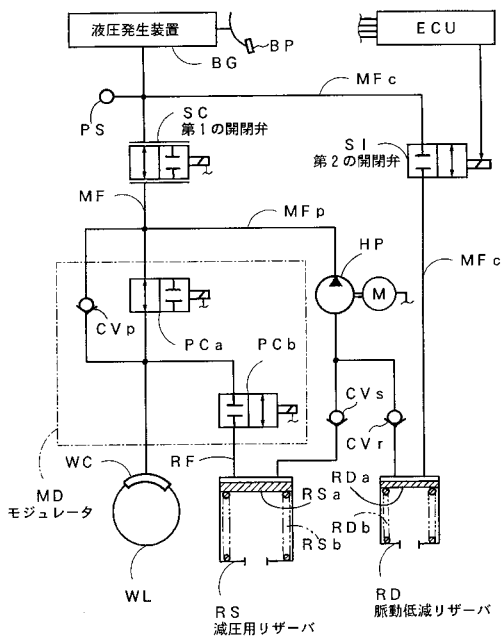 液圧発生装置
BP
BG
ECU
MFc
PS
SC
第1の開閉弁
SI
第2の開閉弁
MF
MFp
HP
MFc
M
CVp
PCa
PCb
CVs
CVr
WC
RF
RDa
MD
モジュレータ
RSa
RDb
RSb
WL
RS
減圧用リザーバ
RD
脈動低減リザーバ